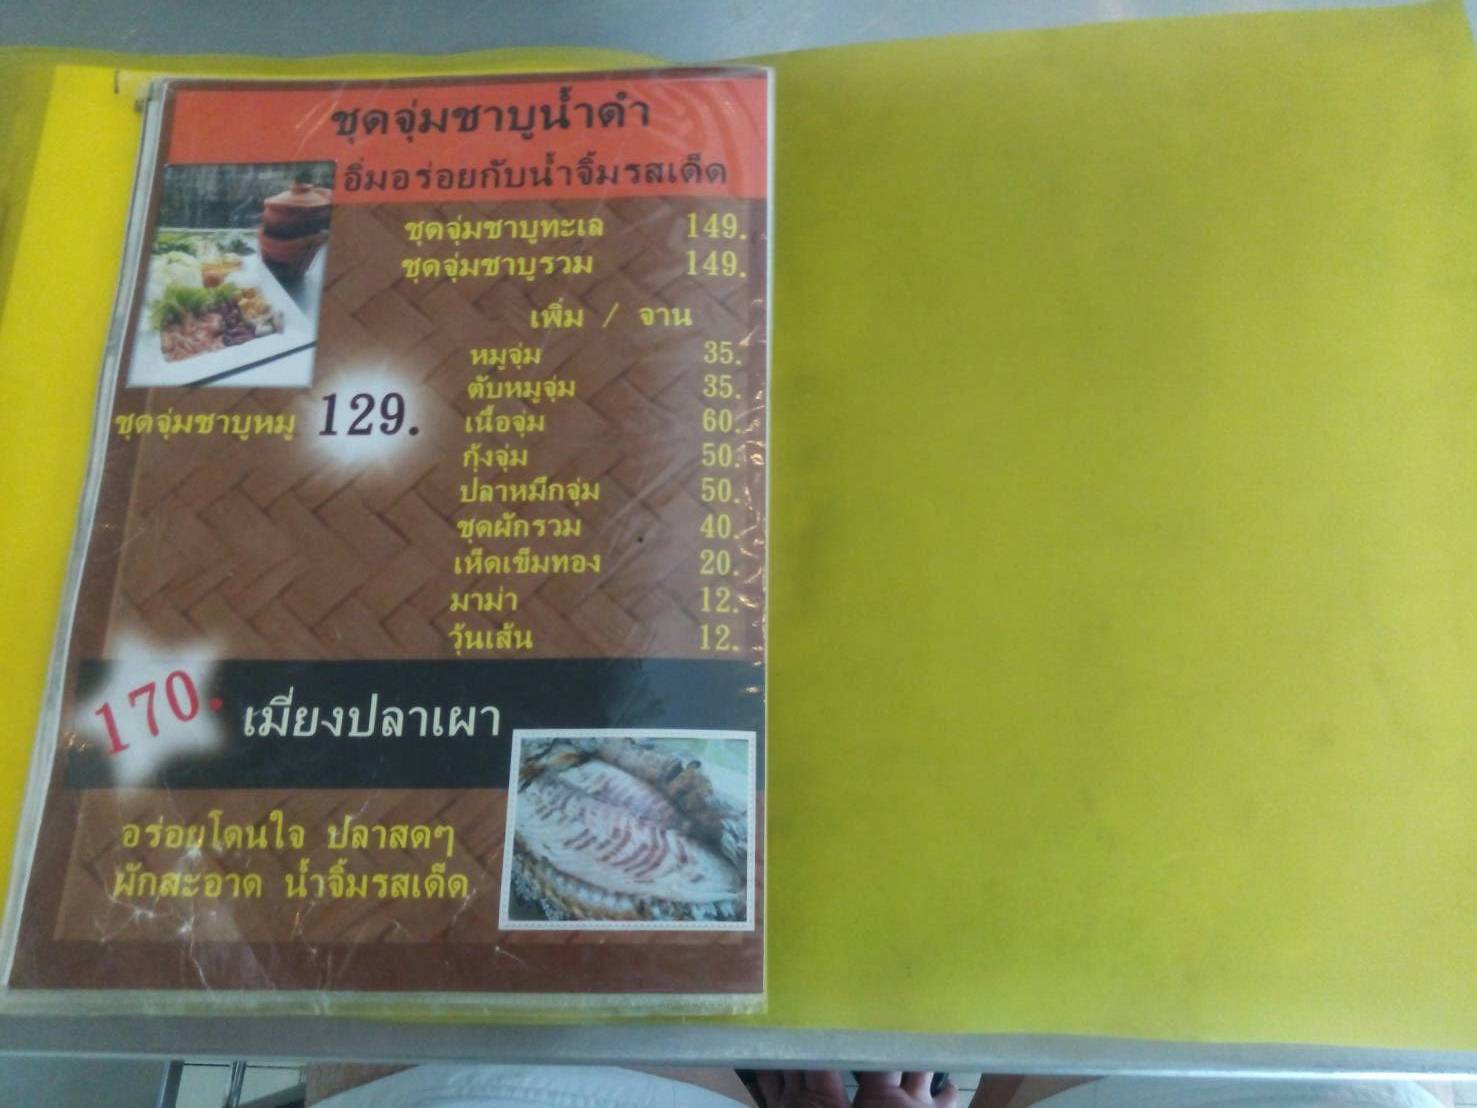 ชุดจุ่มชาบูน้ำดำ
อิ่มอร่อยกับน้ำจิ้มรสเด็ด
ชุดจุ่มชาบูทะเล 149.
ชุดจุ่มชาบูรวม 149.
เพิ่ม / จาน
หมูจุ่ม 35.
ตับหมูจุ่ม 35.
ชุดจุ่มชาบูหมู 129.
เนื้อจุ่ม 60.
กุ้งจุ่ม 50.
ปลาหมึกจุ่ม 50.
ชุดผักรวม 40.
เห็ดเข็มทอง 20.
มาม่า 12.
วุ้นเส้น 12.
170. เมี่ยงปลาเผา
อร่อยโดนใจ ปลาสดๆ
ผักสะอาด น้ำจิ้มรสเด็ด